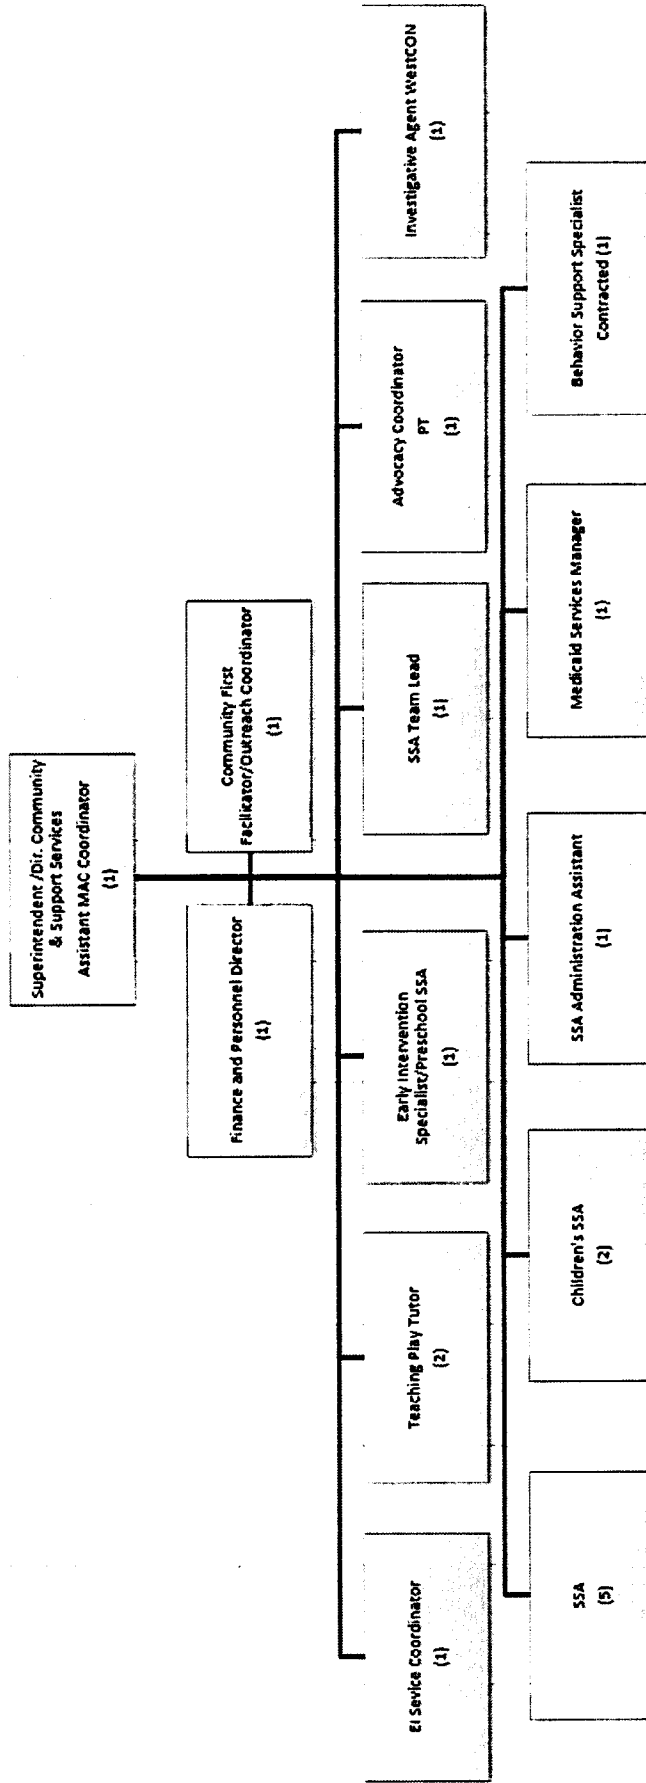 Superintendent /Dir. Community
& Support Services
Assistant MAC Coordinator
(1)
Finance and Personnel Director
(1)
Community First
Facilicator/Outreach Coordinator
(1)
EI Sevice Coordinator
(1)
Teaching Play Tutor
(2)
Early Intervention
Specialist/Preschool SSA
(1)
SSA Team Lead
(1)
Advocacy Coordinator
PT
(1)
Investigative Agent WestCON
(1)
SSA
(5)
Children's SSA
(2)
SSA Administration Assistant
(1)
Medicaid Services Manager
(1)
Behavior Support Specialist
Contracted (1)